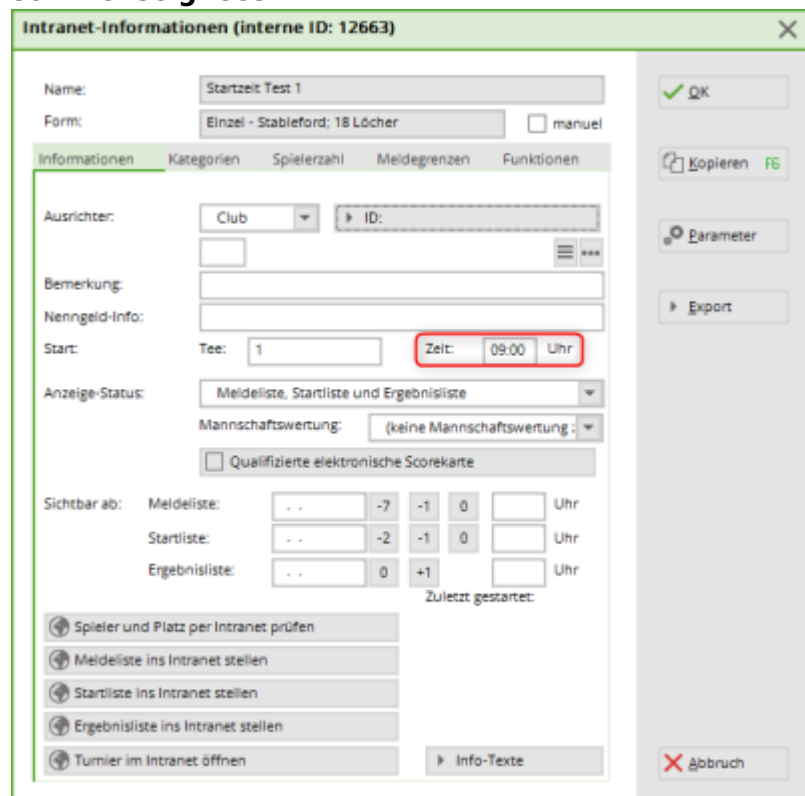 Intranet-Informationen (interne ID: 12663)
Name: Startzeit Test 1
OK
Form: Einzel - Stableford; 18 Löcher manuel
Informationen Kategorien Spielerzahl Meldegrenzen Funktionen
Kopieren F6
Ausrichter: Club ID:
Parameter
Bemerkung:
Nenngeld-Info:
Export
Start: Tee: 1 Zeit: 09:00 Uhr
Anzeige-Status: Meldeliste, Startliste und Ergebnisliste
Mannschaftswertung: (keine Mannschaftswertung
Qualifizierte elektronische Scorekarte
Sichtbar ab: Meldeliste: . . -7 -1 0 Uhr
Startliste: . . -2 -1 0 Uhr
Ergebnisliste: . . 0 +1 Uhr
Zuletzt gestartet:
Spieler und Platz per Intranet prüfen
Meldeliste ins Intranet stellen
Startliste ins Intranet stellen
Ergebnisliste ins Intranet stellen
Turnier im Intranet öffnen
Info-Texte
Abbruch